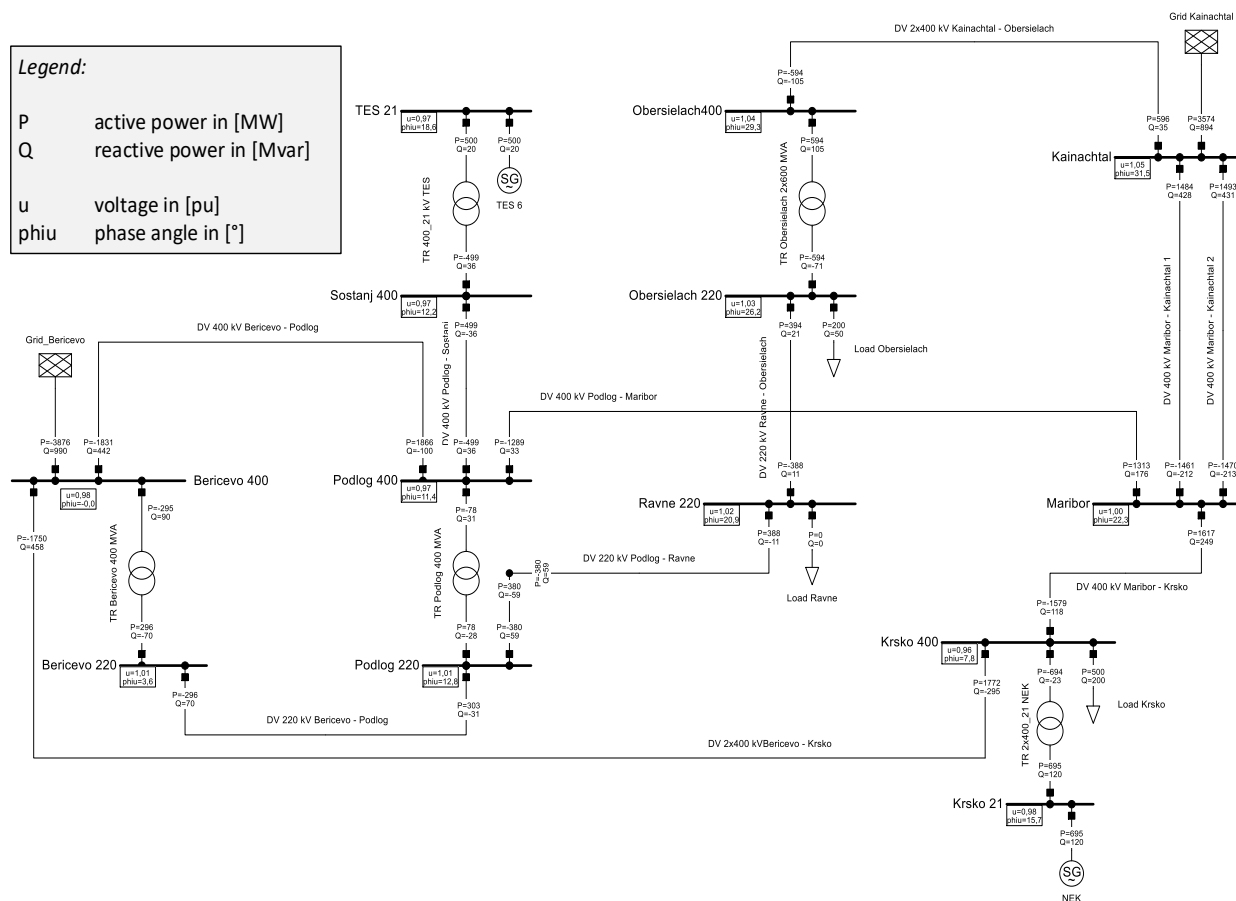 Legend:
P active power in [MW]
Q reactive power in [Mvar]
u voltage in [pu]
phiu phase angle in [°]
Grid Kainachtal
DV 2x400 kV Kainachtal - Obersielach
P=-594
Q=-105
P=596
Q=35
P=3574
Q=894
TES 21
u=0,97
phiu=18,6
Obersielach400
u=1,04
phiu=29,3
Kainachtal
u=1,05
phiu=31,5
P=500
Q=20
P=500
Q=20
SG
~
TES 6
TR 400_21 kV TES
P=-499
Q=36
P=594
Q=105
TR Obersielach 2x600 MVA
P=-594
Q=-71
P=1484
Q=428
P=1493
Q=431
DV 400 kV Maribor - Kainachtal 1
DV 400 kV Maribor - Kainachtal 2
Sostanj 400
u=0,97
phiu=12,2
Obersielach 220
u=1,03
phiu=26,2
P=499
Q=-36
P=394
Q=21
P=200
Q=50
Load Obersielach
DV 400 kV Bericevo - Podlog
DV 400 kV Podlog - Sostanj
DV 220 kV Ravne - Obersielach
Grid_Bericevo
DV 400 kV Podlog - Maribor
P=-3876
Q=990
P=-1831
Q=442
P=1866
Q=-100
P=-499
Q=36
P=-1289
Q=33
P=-388
Q=11
P=1313
Q=176
P=-1461
Q=-212
P=-1470
Q=-213
Bericevo 400
u=0,98
phiu=-0,0
Podlog 400
u=0,97
phiu=11,4
Ravne 220
u=1,02
phiu=20,9
Maribor
u=1,00
phiu=22,3
P=-1750
Q=458
P=-295
Q=90
P=-78
Q=31
P=388
Q=-11
P=0
Q=0
P=1617
Q=249
TR Bericevo 400 MVA
TR Podlog 400 MVA
DV 220 kV Podlog - Ravne
P=-380
Q=59
Load Ravne
DV 400 kV Maribor - Krsko
P=380
Q=-59
P=296
Q=-70
P=78
Q=-28
P=-380
Q=59
P=-1579
Q=118
Krsko 400
u=0,96
phiu=7,8
Bericevo 220
u=1,01
phiu=3,6
Podlog 220
u=1,01
phiu=12,8
P=-296
Q=70
P=303
Q=-31
P=1772
Q=-295
P=-694
Q=-23
P=500
Q=200
Load Krsko
DV 220 kV Bericevo - Podlog
TR 2x400_21 NEK
DV 2x400 kVBericevo - Krsko
P=695
Q=120
Krsko 21
u=0,98
phiu=15,7
P=695
Q=120
SG
~
NEK